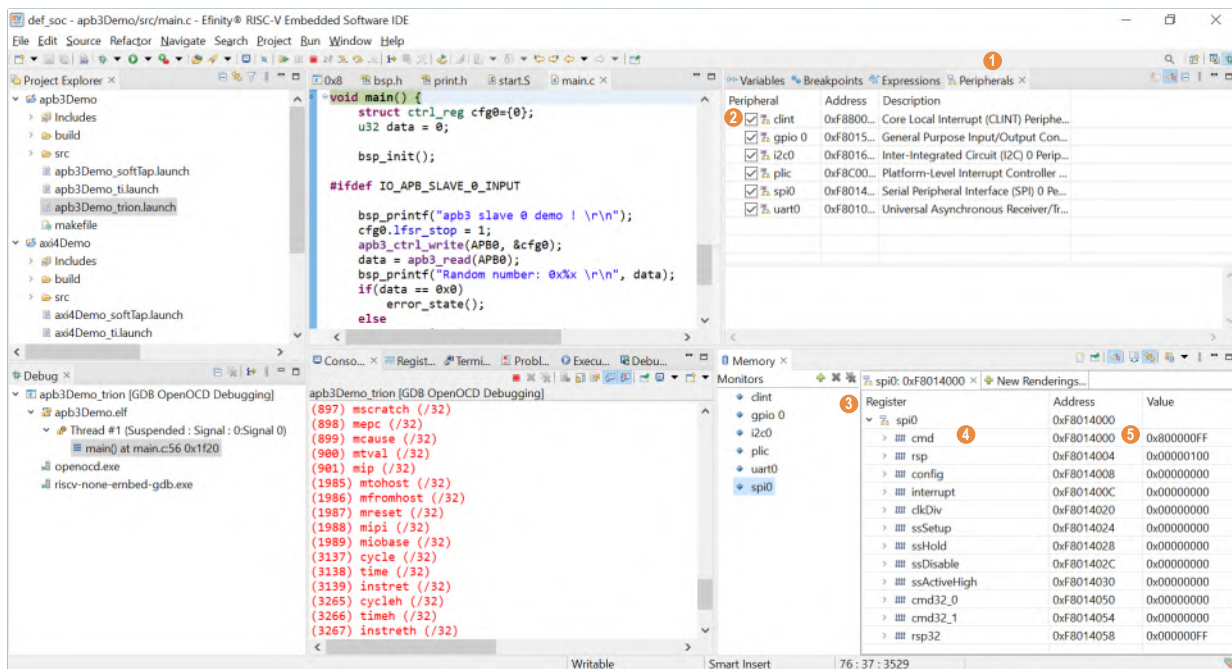 def_soc - apb3Demo/src/main.c - Efinity® RISC-V Embedded Software IDE
File Edit Source Refactor Navigate Search Project Run Window Help
1
Project Explorer
apb3Demo
Includes
build
src
apb3Demo_softTap.launch
apb3Demo_ti.launch
apb3Demo_trion.launch
makefile
axi4Demo
Includes
build
src
axi4Demo_softTap.launch
axi4Demo_ti.launch
0x8 bsp.h print.h start.S main.c
void main() {
struct ctrl_reg cfg0={0};
u32 data = 0;
bsp_init();
#ifdef IO_APB_SLAVE_0_INPUT
bsp_printf("apb3 slave 0 demo ! \r\n");
cfg0.lfsr_stop = 1;
apb3_ctrl_write(APB0, &cfg0);
data = apb3_read(APB0);
bsp_printf("Random number: 0x%x \r\n", data);
if(data == 0x0)
error_state();
else
Variables Breakpoints Expressions Peripherals
Peripheral Address Description
2 clint 0xF8800... Core Local Interrupt (CLINT) Periphe...
gpio 0 0xF8015... General Purpose Input/Output Con...
i2c0 0xF8016... Inter-Integrated Circuit (I2C) 0 Perip...
plic 0xF8C00... Platform-Level Interrupt Controller ...
spi0 0xF8014... Serial Peripheral Interface (SPI) 0 Pe...
uart0 0xF8010... Universal Asynchronous Receiver/Tr...
Debug
apb3Demo_trion [GDB OpenOCD Debugging]
apb3Demo.elf
Thread #1 (Suspended : Signal : 0:Signal 0)
main() at main.c:56 0x1f20
openocd.exe
riscv-none-embed-gdb.exe
Conso... Regist... Termi... Probl... Execu... Debu...
apb3Demo_trion [GDB OpenOCD Debugging]
(897) mscratch (/32)
(898) mepc (/32)
(899) mcause (/32)
(900) mtval (/32)
(901) mip (/32)
(1985) mtohost (/32)
(1986) mfromhost (/32)
(1987) mreset (/32)
(1988) mipi (/32)
(1989) miobase (/32)
(3137) cycle (/32)
(3138) time (/32)
(3139) instret (/32)
(3265) cycleh (/32)
(3266) timeh (/32)
(3267) instreth (/32)
Memory
Monitors
clint
gpio 0
i2c0
plic
uart0
spi0
spi0: 0xF8014000 New Renderings...
3 Register Address Value
spi0 0xF8014000
cmd 4 0xF8014000 5 0x800000FF
rsp 0xF8014004 0x00000100
config 0xF8014008 0x00000000
interrupt 0xF801400C 0x00000000
clkDiv 0xF8014020 0x00000000
ssSetup 0xF8014024 0x00000000
ssHold 0xF8014028 0x00000000
ssDisable 0xF801402C 0x00000000
ssActiveHigh 0xF8014030 0x00000000
cmd32_0 0xF8014050 0x00000000
cmd32_1 0xF8014054 0x00000000
rsp32 0xF8014058 0x000000FF
Writable Smart Insert 76 : 37 : 3529